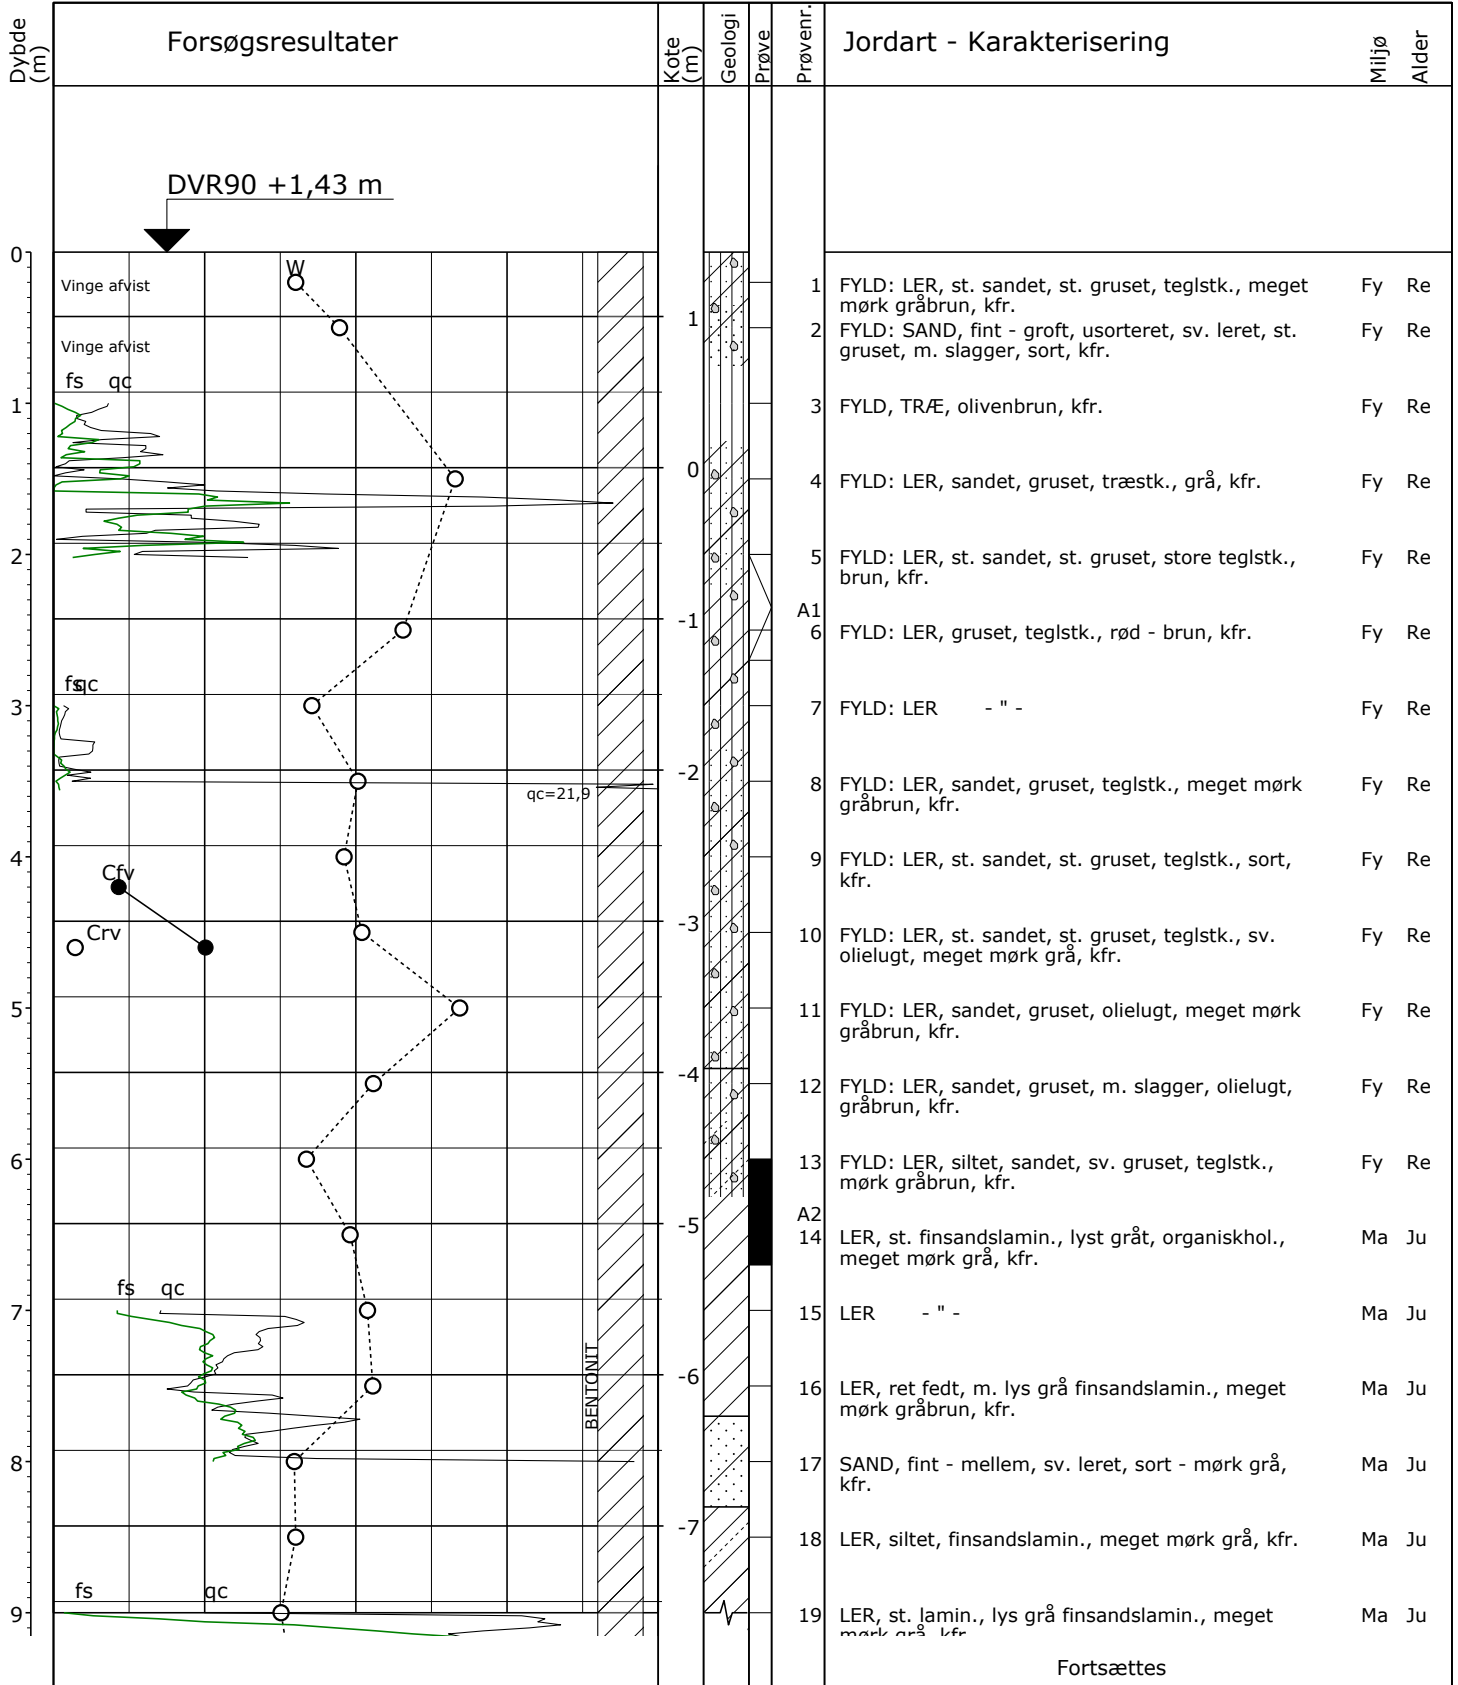 Dybde (m)
Forsøgsresultater
Kote (m)
Geologi
Prøve
Prøvenr.
Jordart - Karakterisering
Miljø
Alder
DVR90 +1,43 m
0
1
2
3
4
5
6
7
8
9
W
Vinge afvist
Vinge afvist
fs qc
fs qc
qc=21,9
Cfv
Crv
fs qc
BENTONIT
fs qc
1
0
-1
-2
-3
-4
-5
-6
-7
1 FYLD: LER, st. sandet, st. gruset, teglstk., meget Fy Re
mørk gråbrun, kfr.
2 FYLD: SAND, fint - groft, usorteret, sv. leret, st. Fy Re
gruset, m. slagger, sort, kfr.
3 FYLD, TRÆ, olivenbrun, kfr. Fy Re
4 FYLD: LER, sandet, gruset, træstk., grå, kfr. Fy Re
5 FYLD: LER, st. sandet, st. gruset, store teglstk., Fy Re
brun, kfr.
A1
6 FYLD: LER, gruset, teglstk., rød - brun, kfr. Fy Re
7 FYLD: LER - " - Fy Re
8 FYLD: LER, sandet, gruset, teglstk., meget mørk Fy Re
gråbrun, kfr.
9 FYLD: LER, st. sandet, st. gruset, teglstk., sort, Fy Re
kfr.
10 FYLD: LER, st. sandet, st. gruset, teglstk., sv. Fy Re
olielugt, meget mørk grå, kfr.
11 FYLD: LER, sandet, gruset, olielugt, meget mørk Fy Re
gråbrun, kfr.
12 FYLD: LER, sandet, gruset, m. slagger, olielugt, Fy Re
gråbrun, kfr.
13 FYLD: LER, siltet, sandet, sv. gruset, teglstk., Fy Re
mørk gråbrun, kfr.
A2
14 LER, st. finsandslamin., lyst gråt, organiskhol., Ma Ju
meget mørk grå, kfr.
15 LER - " - Ma Ju
16 LER, ret fedt, m. lys grå finsandslamin., meget Ma Ju
mørk gråbrun, kfr.
17 SAND, fint - mellem, sv. leret, sort - mørk grå, Ma Ju
kfr.
18 LER, siltet, finsandslamin., meget mørk grå, kfr. Ma Ju
19 LER, st. lamin., lys grå finsandslamin., meget Ma Ju
mørk grå, kfr.
Fortsættes